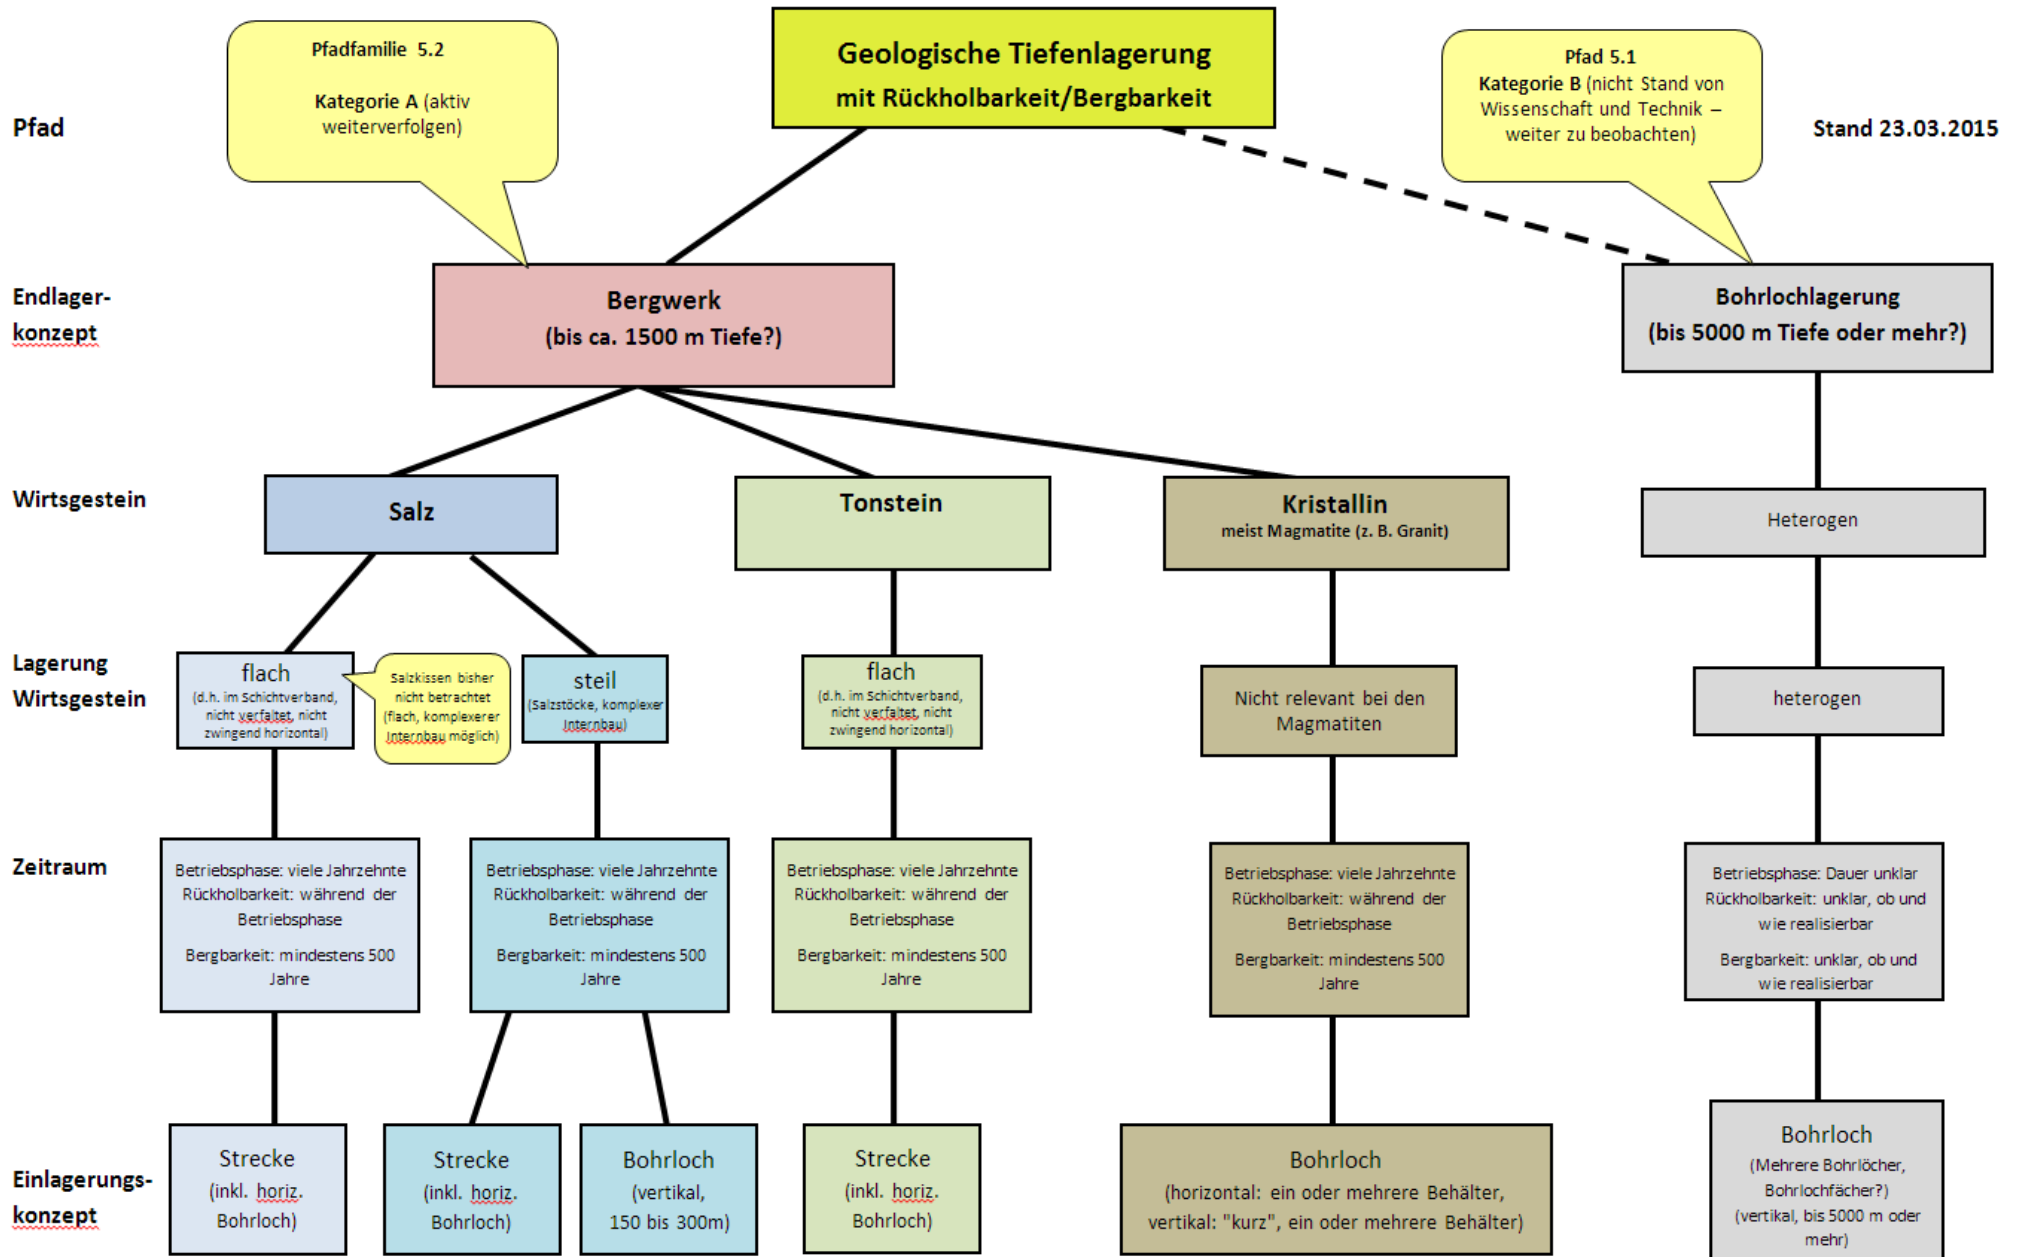 Geologische Tiefenlagerung
mit Rückholbarkeit/Bergbarkeit
Pfadfamilie 5.2
Kategorie A (aktiv
weiterverfolgen)
Pfad 5.1
Kategorie B (nicht Stand von
Wissenschaft und Technik –
weiter zu beobachten)
Pfad
Stand 23.03.2015
Endlager-
konzept
Bergwerk
(bis ca. 1500 m Tiefe?)
Bohrlochlagerung
(bis 5000 m Tiefe oder mehr?)
Wirtsgestein
Salz
Tonstein
Kristallin
meist Magmatite (z. B. Granit)
Heterogen
Lagerung
Wirtsgestein
flach
(d.h. im Schichtverband,
nicht verfaltet, nicht
zwingend horizontal)
Salzkissen bisher
nicht betrachtet
(flach, komplexerer
Internbau möglich)
steil
(Salzstöcke, komplexer
Internbau)
flach
(d.h. im Schichtverband,
nicht verfaltet, nicht
zwingend horizontal)
Nicht relevant bei den
Magmatiten
heterogen
Zeitraum
Betriebsphase: viele Jahrzehnte
Rückholbarkeit: während der
Betriebsphase
Bergbarkeit: mindestens 500
Jahre
Betriebsphase: viele Jahrzehnte
Rückholbarkeit: während der
Betriebsphase
Bergbarkeit: mindestens 500
Jahre
Betriebsphase: viele Jahrzehnte
Rückholbarkeit: während der
Betriebsphase
Bergbarkeit: mindestens 500
Jahre
Betriebsphase: viele Jahrzehnte
Rückholbarkeit: während der
Betriebsphase
Bergbarkeit: mindestens 500
Jahre
Betriebsphase: Dauer unklar
Rückholbarkeit: unklar, ob und
wie realisierbar
Bergbarkeit: unklar, ob und
wie realisierbar
Einlagerungs-
konzept
Strecke
(inkl. horiz.
Bohrloch)
Strecke
(inkl. horiz.
Bohrloch)
Bohrloch
(vertikal,
150 bis 300m)
Strecke
(inkl. horiz.
Bohrloch)
Bohrloch
(horizontal: ein oder mehrere Behälter,
vertikal: "kurz", ein oder mehrere Behälter)
Bohrloch
(Mehrere Bohrlöcher,
Bohrlochfächer?)
(vertikal, bis 5000 m oder
mehr)